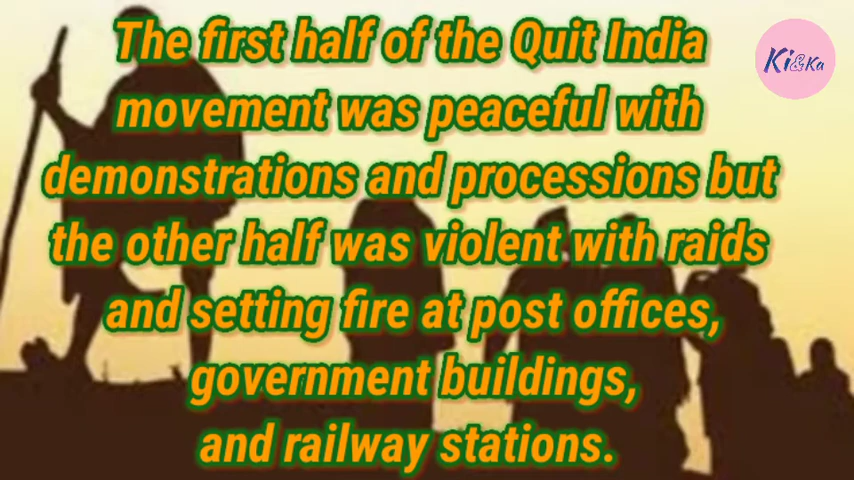 The first half of the Quit India
movement was peaceful with
demonstrations and processions but
the other half was violent with raids
and setting fire at post offices,
government buildings,
and railway stations.
Ki&Ka